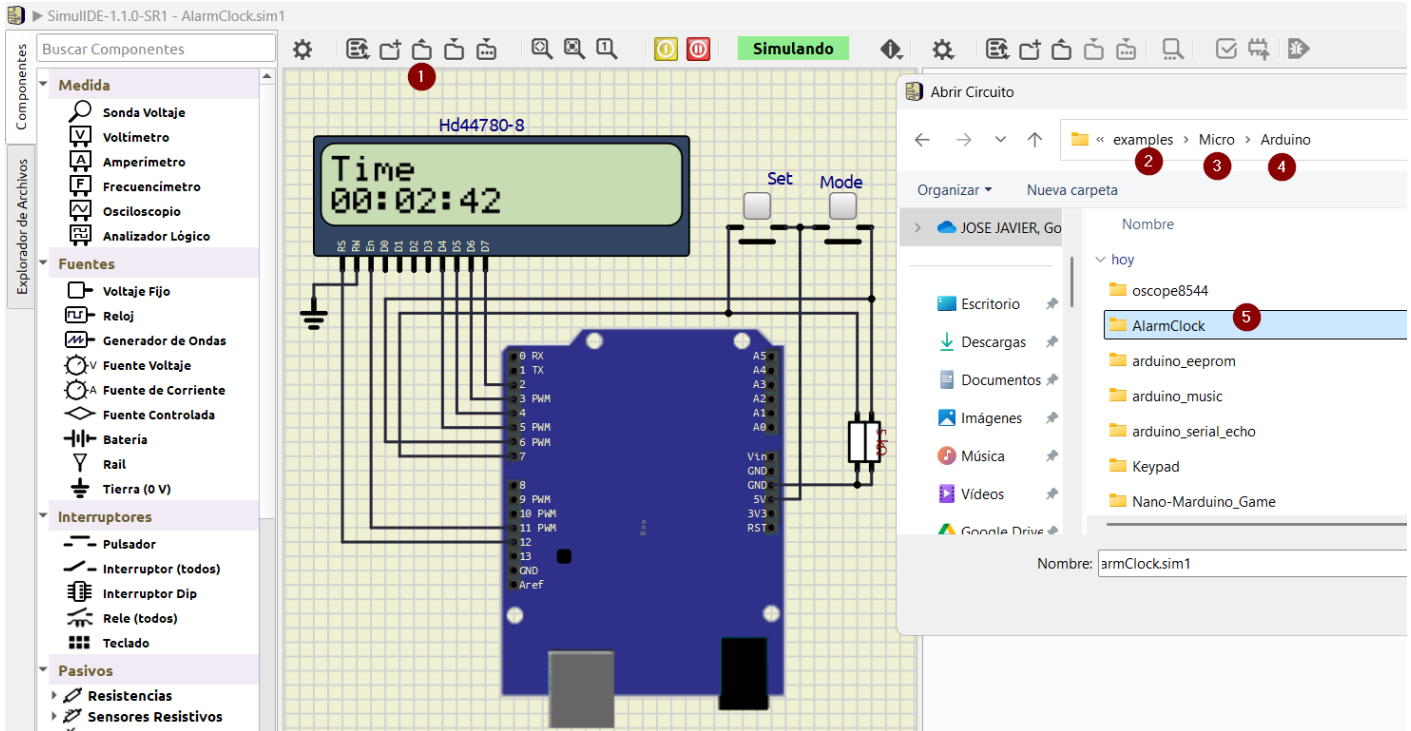 SimulIDE-1.1.0-SR1 - AlarmClock.sim1
Componentes
Explorador de Archivos
Buscar Componentes
Medida
Sonda Voltaje
Voltímetro
Amperímetro
Frecuencímetro
Osciloscopio
Analizador Lógico
Fuentes
Voltaje Fijo
Reloj
Generador de Ondas
Fuente Voltaje
Fuente de Corriente
Fuente Controlada
Batería
Rail
Tierra (0 V)
Interruptores
Pulsador
Interruptor (todos)
Interruptor Dip
Rele (todos)
Teclado
Pasivos
Resistencias
Sensores Resistivos
Simulando
1
Hd44780-8
Time
00:02:42
RS RW En D0 D1 D2 D3 D4 D5 D6 D7
Set
Mode
0 RX
1 TX
2
3 PWM
4
5 PWM
6 PWM
7
8
9 PWM
10 PWM
11 PWM
12
13
GND
Aref
A5
A4
A3
A2
A1
A0
Vin
GND
GND
5V
3V3
RST
Uno
5 kΩ
Abrir Circuito
« examples > Micro > Arduino
2 3 4
Organizar
Nueva carpeta
JOSE JAVIER, Go
Escritorio
Descargas
Documentos
Imágenes
Música
Vídeos
Google Drive
Nombre
hoy
oscope8544
AlarmClock
5
arduino_eeprom
arduino_music
arduino_serial_echo
Keypad
Nano-Marduino_Game
Nombre:
armClock.sim1